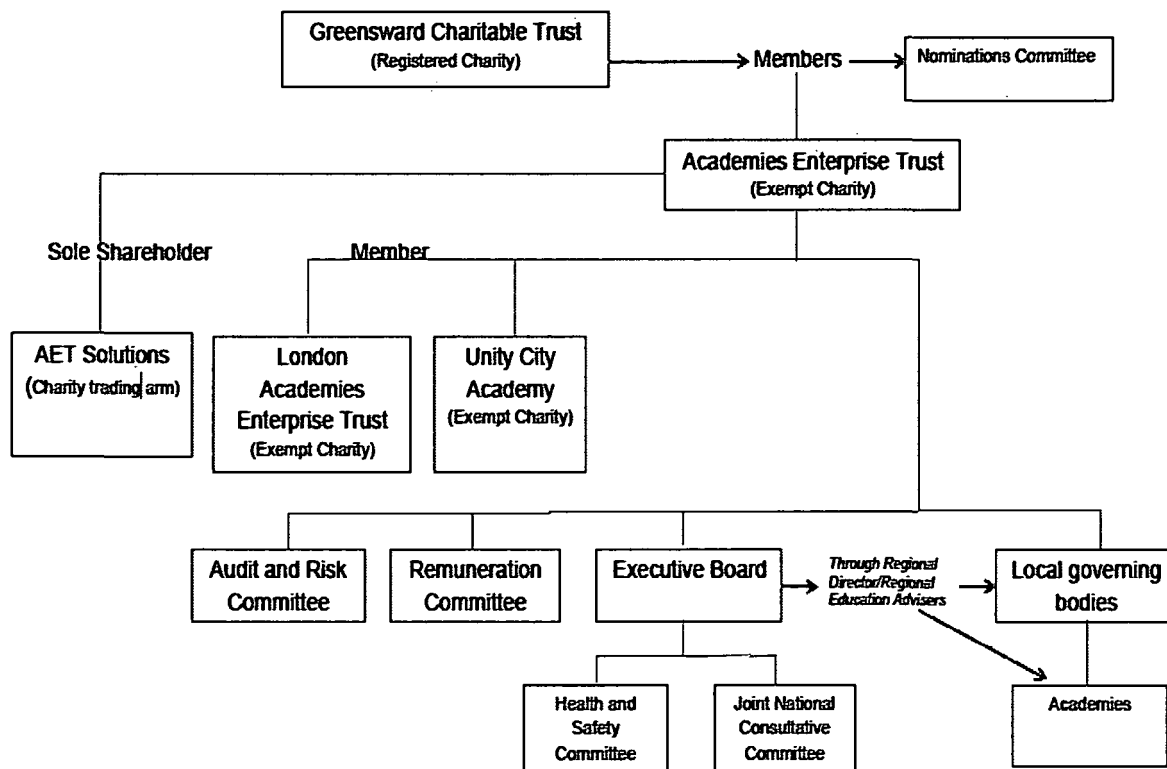 Greensward Charitable Trust
(Registered Charity)
Members
Nominations Committee
Academies Enterprise Trust
(Exempt Charity)
Sole Shareholder
Member
AET Solutions
(Charity trading arm)
London
Academies
Enterprise Trust
(Exempt Charity)
Unity City
Academy
(Exempt Charity)
Audit and Risk
Committee
Remuneration
Committee
Executive Board
Through Regional
Director/Regional
Education Advisers
Local governing
bodies
Health and
Safety
Committee
Joint National
Consultative
Committee
Academies